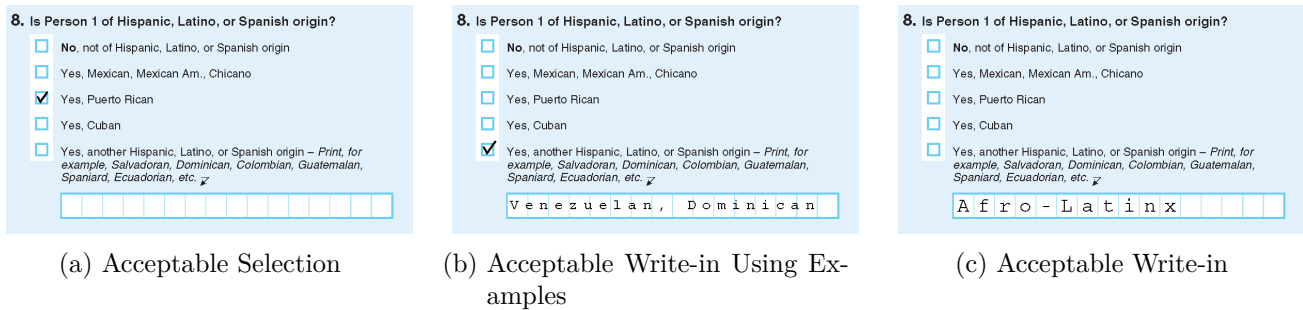 8. Is Person 1 of Hispanic, Latino, or Spanish origin?
No, not of Hispanic, Latino, or Spanish origin
Yes, Mexican, Mexican Am., Chicano
Yes, Puerto Rican
Yes, Cuban
Yes, another Hispanic, Latino, or Spanish origin – Print, for
example, Salvadoran, Dominican, Colombian, Guatemalan,
Spaniard, Ecuadorian, etc.
(a) Acceptable Selection
8. Is Person 1 of Hispanic, Latino, or Spanish origin?
No, not of Hispanic, Latino, or Spanish origin
Yes, Mexican, Mexican Am., Chicano
Yes, Puerto Rican
Yes, Cuban
Yes, another Hispanic, Latino, or Spanish origin – Print, for
example, Salvadoran, Dominican, Colombian, Guatemalan,
Spaniard, Ecuadorian, etc.
Venezuelan, Dominican
(b) Acceptable Write-in Using Ex-
amples
8. Is Person 1 of Hispanic, Latino, or Spanish origin?
No, not of Hispanic, Latino, or Spanish origin
Yes, Mexican, Mexican Am., Chicano
Yes, Puerto Rican
Yes, Cuban
Yes, another Hispanic, Latino, or Spanish origin – Print, for
example, Salvadoran, Dominican, Colombian, Guatemalan,
Spaniard, Ecuadorian, etc.
Afro-Latinx
(c) Acceptable Write-in